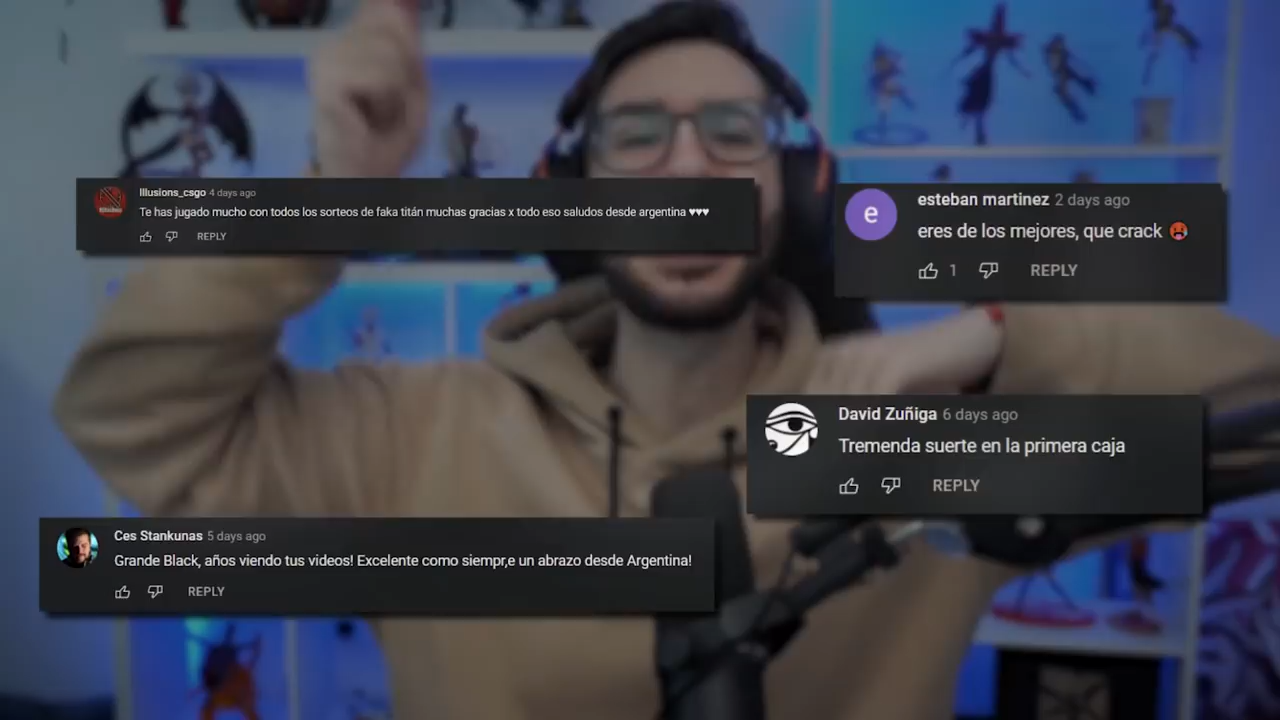 Illusions_csgo 4 days ago
Te has jugado mucho con todos los sorteos de faka titán muchas gracias x todo eso saludos desde argentina ♥♥♥
REPLY
e
esteban martinez 2 days ago
eres de los mejores, que crack 🥵
1 REPLY
David Zuñiga 6 days ago
Tremenda suerte en la primera caja
REPLY
Ces Stankunas 5 days ago
Grande Black, años viendo tus videos! Excelente como siempr,e un abrazo desde Argentina!
REPLY